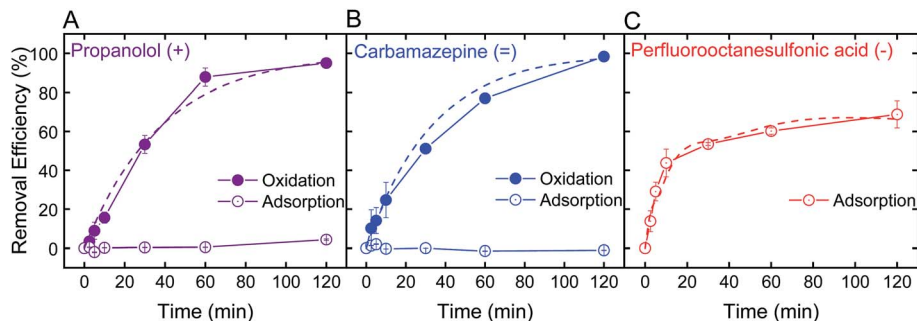 A
B
C
Propanolol (+)
Carbamazepine (=)
Perfluorooctanesulfonic acid (-)
Removal Efficiency (%)
100
80
60
40
20
0
Oxidation
Adsorption
Oxidation
Adsorption
Adsorption
0 20 40 60 80 100 120
0 20 40 60 80 100 120
0 20 40 60 80 100 120
Time (min)
Time (min)
Time (min)